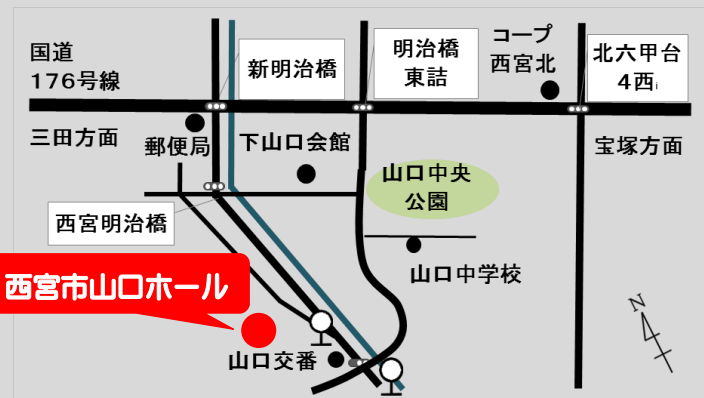 国道
176号線
新明治橋
明治橋
東詰
コープ
西宮北
北六甲台
4西
三田方面
郵便局
下山口会館
宝塚方面
山口中央
公園
西宮明治橋
山口中学校
西宮市山口ホール
山口交番
N